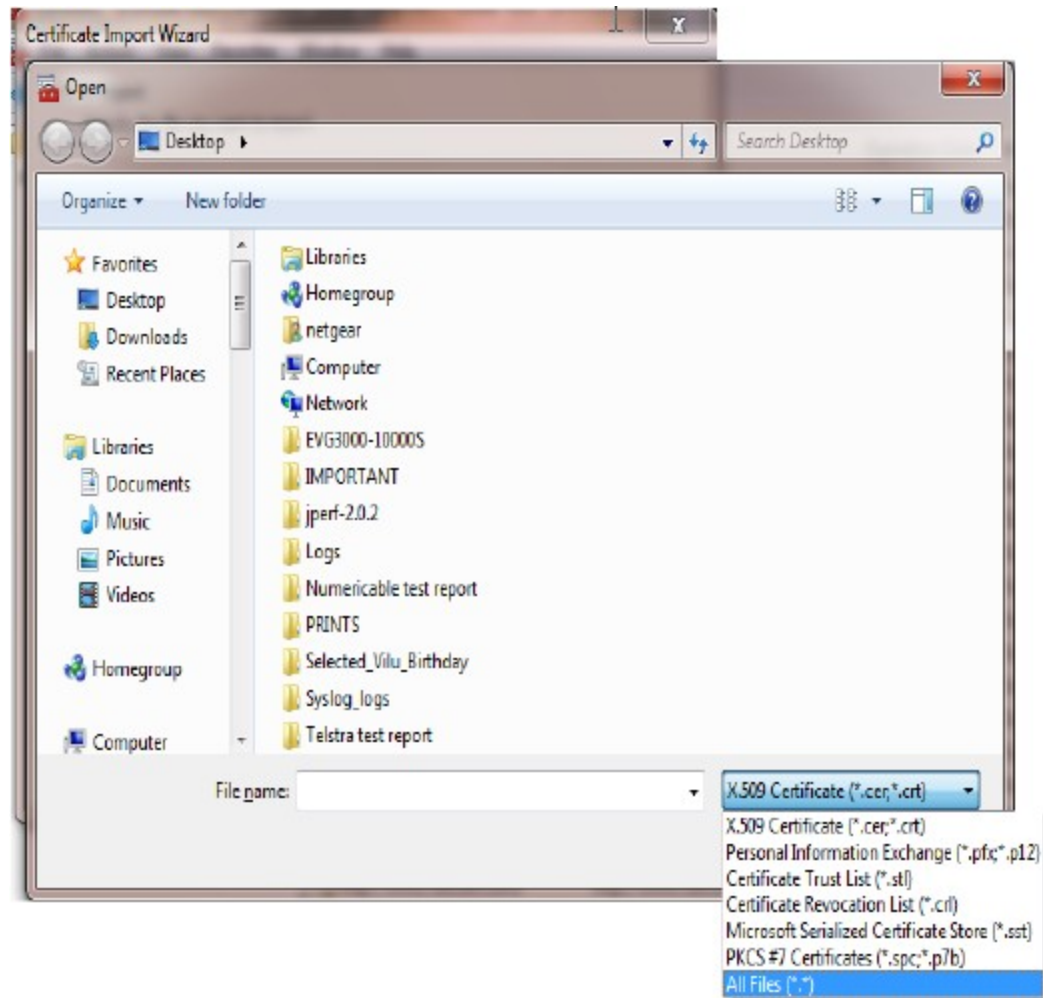 Certificate Import Wizard
Open
Desktop
Search Desktop
Organize
New folder
Favorites
Desktop
Downloads
Recent Places
Libraries
Documents
Music
Pictures
Videos
Homegroup
Computer
Libraries
Homegroup
netgear
Computer
Network
EVG3000-10000S
IMPORTANT
jperf-2.0.2
Logs
Numericable test report
PRINTS
Selected_Vilu_Birthday
Syslog_logs
Telstra test report
File name:
X.509 Certificate (*.cer;*.crt)
X.509 Certificate (*.cer;*.crt)
Personal Information Exchange (*.pfx;*.p12)
Certificate Trust List (*.stl)
Certificate Revocation List (*.crl)
Microsoft Serialized Certificate Store (*.sst)
PKCS #7 Certificates (*.spc;*.p7b)
All Files (*.*)